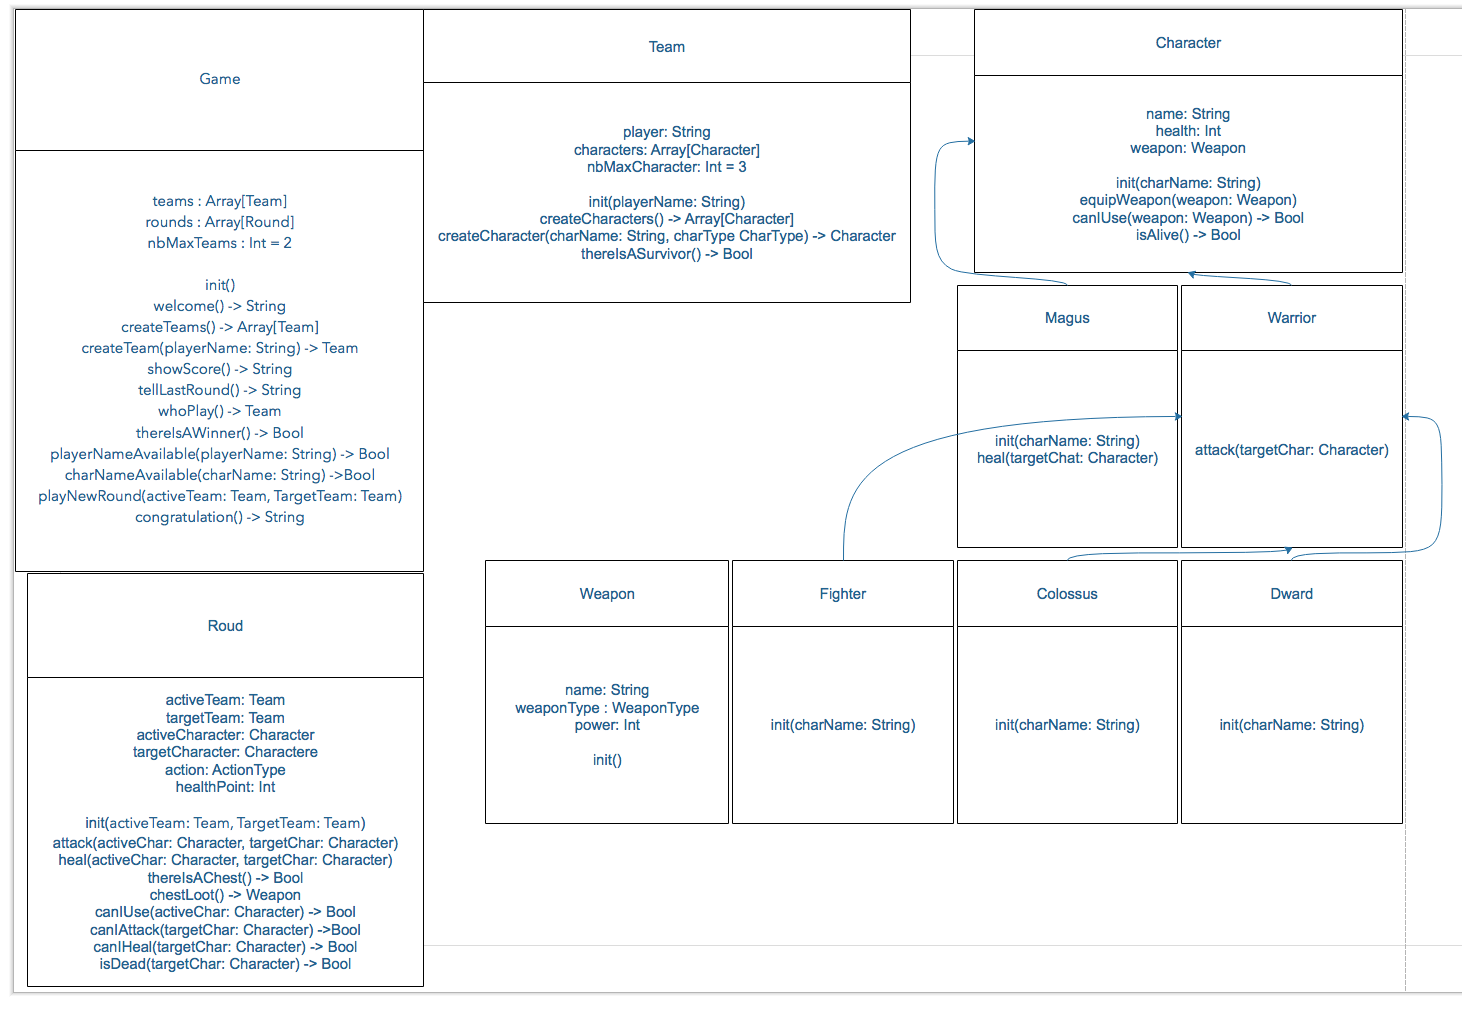 Game
teams : Array[Team]
rounds : Array[Round]
nbMaxTeams : Int = 2
init()
welcome() -> String
createTeams() -> Array[Team]
createTeam(playerName: String) -> Team
showScore() -> String
tellLastRound() -> String
whoPlay() -> Team
thereIsAWinner() -> Bool
playerNameAvailable(playerName: String) -> Bool
charNameAvailable(charName: String) ->Bool
playNewRound(activeTeam: Team, TargetTeam: Team)
congratulation() -> String
Team
player: String
characters: Array[Character]
nbMaxCharacter: Int = 3
init(playerName: String)
createCharacters() -> Array[Character]
createCharacter(charName: String, charType CharType) -> Character
thereIsASurvivor() -> Bool
Character
name: String
health: Int
weapon: Weapon
init(charName: String)
equipWeapon(weapon: Weapon)
canIUse(weapon: Weapon) -> Bool
isAlive() -> Bool
Magus
init(charName: String)
heal(targetChat: Character)
Warrior
attack(targetChar: Character)
Roud
activeTeam: Team
targetTeam: Team
activeCharacter: Character
targetCharacter: Charactere
action: ActionType
healthPoint: Int
init(activeTeam: Team, TargetTeam: Team)
attack(activeChar: Character, targetChar: Character)
heal(activeChar: Character, targetChar: Character)
thereIsAChest() -> Bool
chestLoot() -> Weapon
canIUse(activeChar: Character) -> Bool
canIAttack(targetChar: Character) ->Bool
canIHeal(targetChar: Character) -> Bool
isDead(targetChar: Character) -> Bool
Weapon
name: String
weaponType : WeaponType
power: Int
init()
Fighter
init(charName: String)
Colossus
init(charName: String)
Dward
init(charName: String)